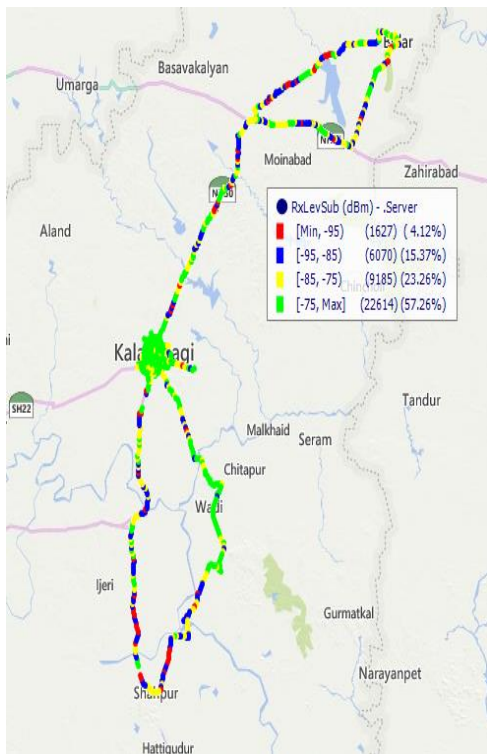 Bidar
Basavakalyan
Umarga
Moinabad
Zahirabad
Aland
RxLevSub (dBm) - .Server
[Min, -95) (1627) ( 4.12%)
[-95, -85) (6070) (15.37%)
[-85, -75) (9185) (23.26%)
[-75, Max] (22614) (57.26%)
SH22
Tandur
Malkhaid
Seram
Chitapur
Wadi
Ijeri
Gurmatkal
Narayanpet
Shahpur
Hattigudur